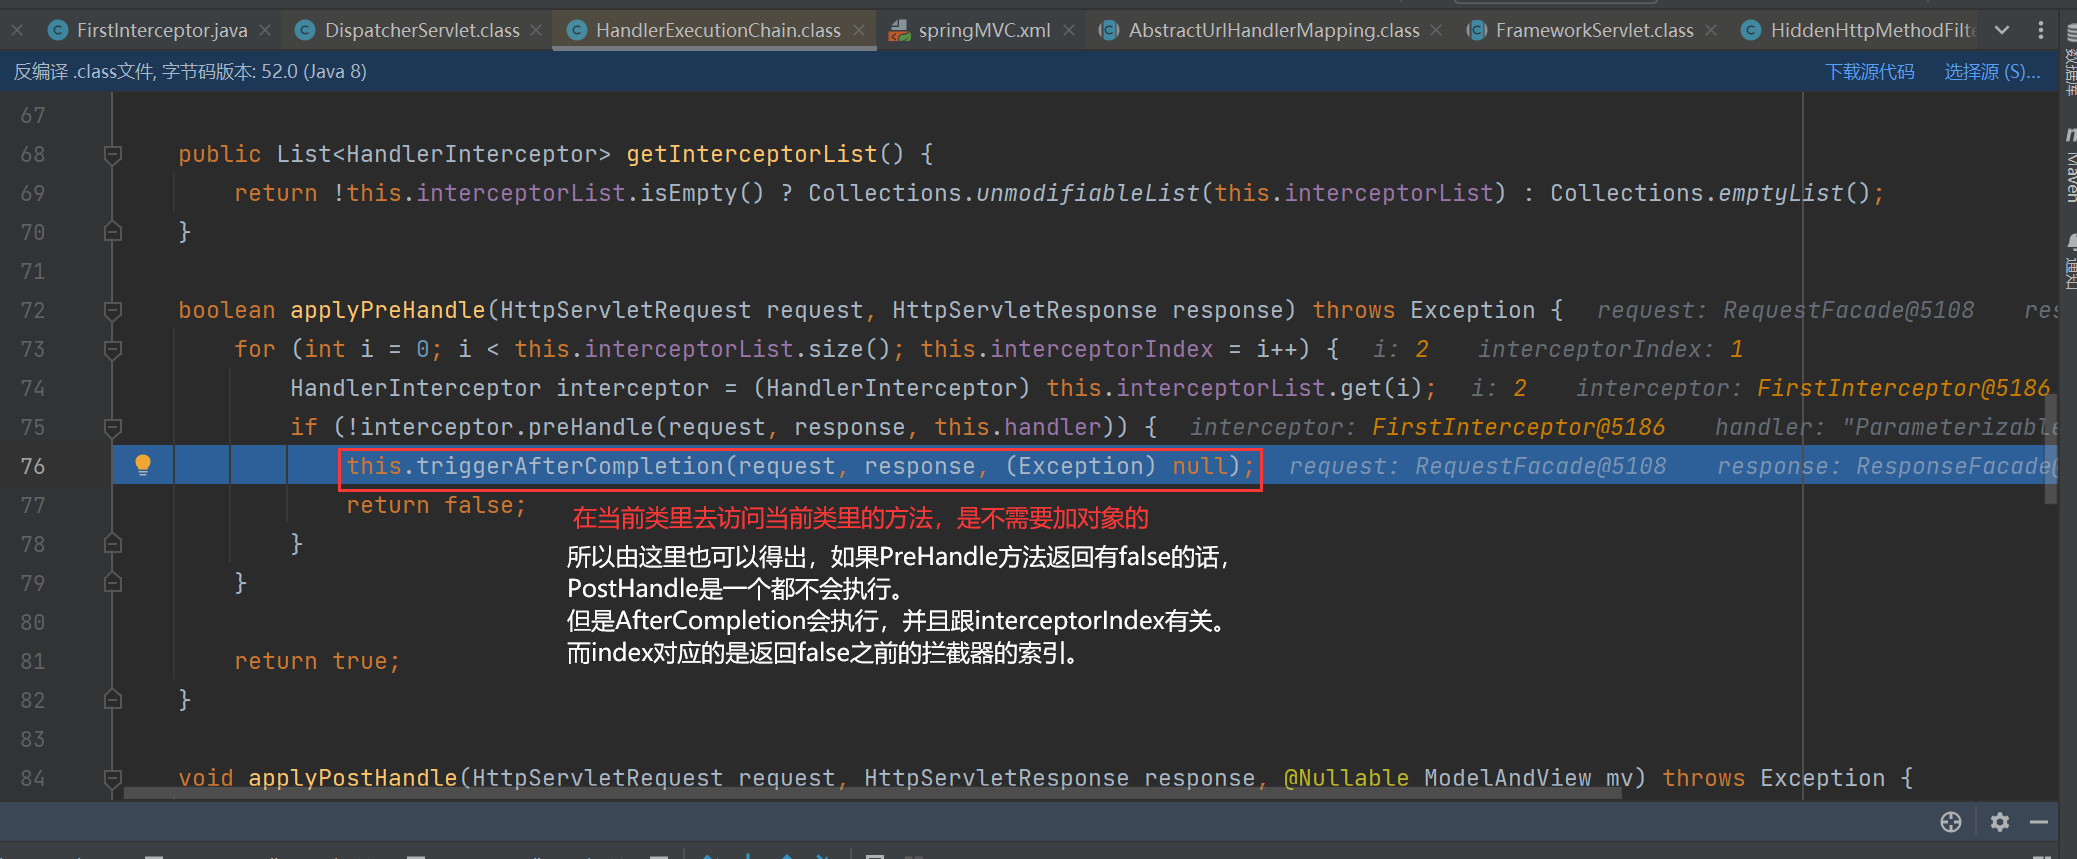 FirstInterceptor.java DispatcherServlet.class HandlerExecutionChain.class springMVC.xml AbstractUrlHandlerMapping.class FrameworkServlet.class HiddenHttpMethodFilt
反编译 .class文件, 字节码版本: 52.0 (Java 8) 下载源代码 选择源 (S)...
数据库
Maven
通知
67
68 public List<HandlerInterceptor> getInterceptorList() {
69 return !this.interceptorList.isEmpty() ? Collections.unmodifiableList(this.interceptorList) : Collections.emptyList();
70 }
71
72 boolean applyPreHandle(HttpServletRequest request, HttpServletResponse response) throws Exception { request: RequestFacade@5108 res
73 for (int i = 0; i < this.interceptorList.size(); this.interceptorIndex = i++) { i: 2 interceptorIndex: 1
74 HandlerInterceptor interceptor = (HandlerInterceptor) this.interceptorList.get(i); i: 2 interceptor: FirstInterceptor@5186
75 if (!interceptor.preHandle(request, response, this.handler)) { interceptor: FirstInterceptor@5186 handler: "Parameterizable
76 this.triggerAfterCompletion(request, response, (Exception) null); request: RequestFacade@5108 response: ResponseFacade@
77 return false;
在当前类里去访问当前类里的方法，是不需要加对象的
78 }
所以由这里也可以得出，如果PreHandle方法返回有false的话，
79 }
PostHandle是一个都不会执行。
80
但是AfterCompletion会执行，并且跟interceptorIndex有关。
81 return true;
而index对应的是返回false之前的拦截器的索引。
82 }
83
84 void applyPostHandle(HttpServletRequest request, HttpServletResponse response, @Nullable ModelAndView mv) throws Exception {